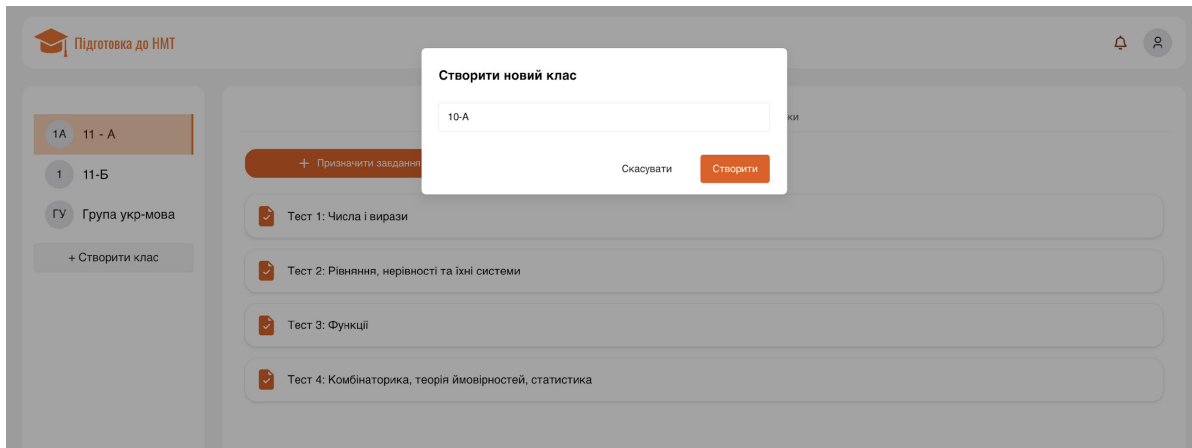 Підготовка до НМТ
Створити новий клас
10-А
ки
Скасувати
Створити
1А 11 - А
1 11-Б
ГУ Група укр-мова
+ Створити клас
+ Призначити завдання
Тест 1: Числа і вирази
Тест 2: Рівняння, нерівності та їхні системи
Тест 3: Функції
Тест 4: Комбінаторика, теорія ймовірностей, статистика